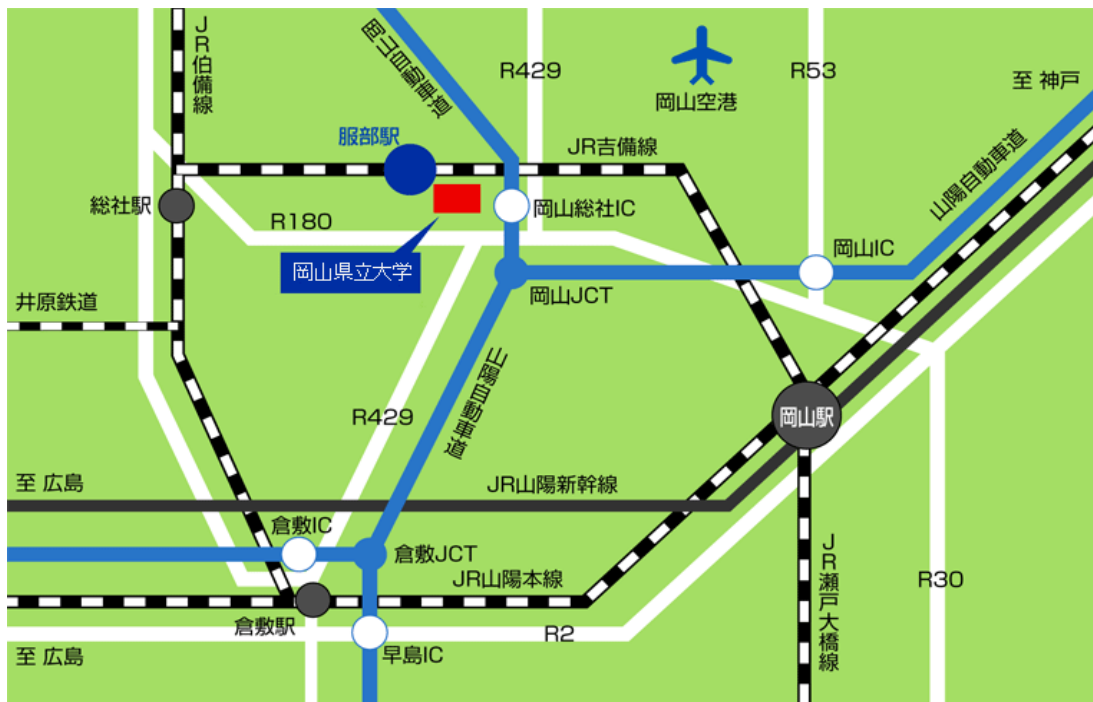 JR伯備線
岡山自動車道
R429
岡山空港
R53
至 神戸
服部駅
JR吉備線
山陽自動車道
総社駅
R180
岡山総社IC
岡山IC
岡山県立大学
岡山JCT
井原鉄道
山陽自動車道
R429
岡山駅
至 広島
JR山陽新幹線
倉敷IC
倉敷JCT
JR山陽本線
JR瀬戸大橋線
R30
倉敷駅
R2
早島IC
至 広島